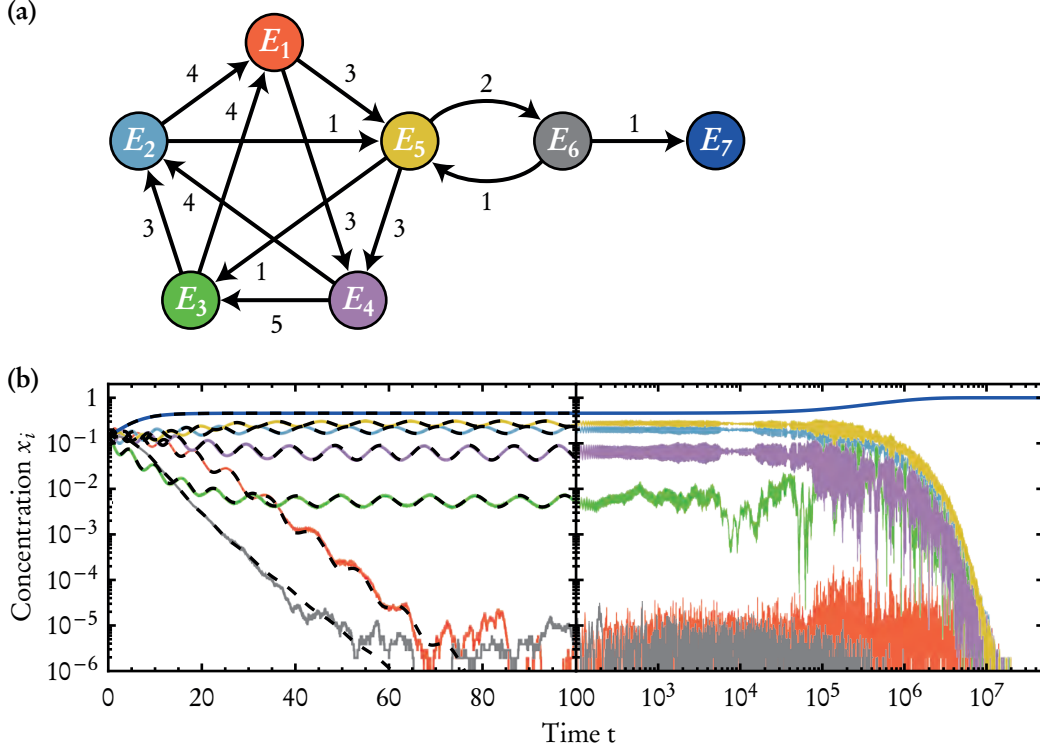 (a)
E₁
4 3
4 2
E₂ 1 E₅ E₆ 1 E₇
4 1
3 3 3
1
E₃ E₄
5
(b)
1
10⁻¹
10⁻²
10⁻³
10⁻⁴
10⁻⁵
10⁻⁶
Concentration xᵢ
0 20 40 60 80 100 10³ 10⁴ 10⁵ 10⁶ 10⁷
Time t